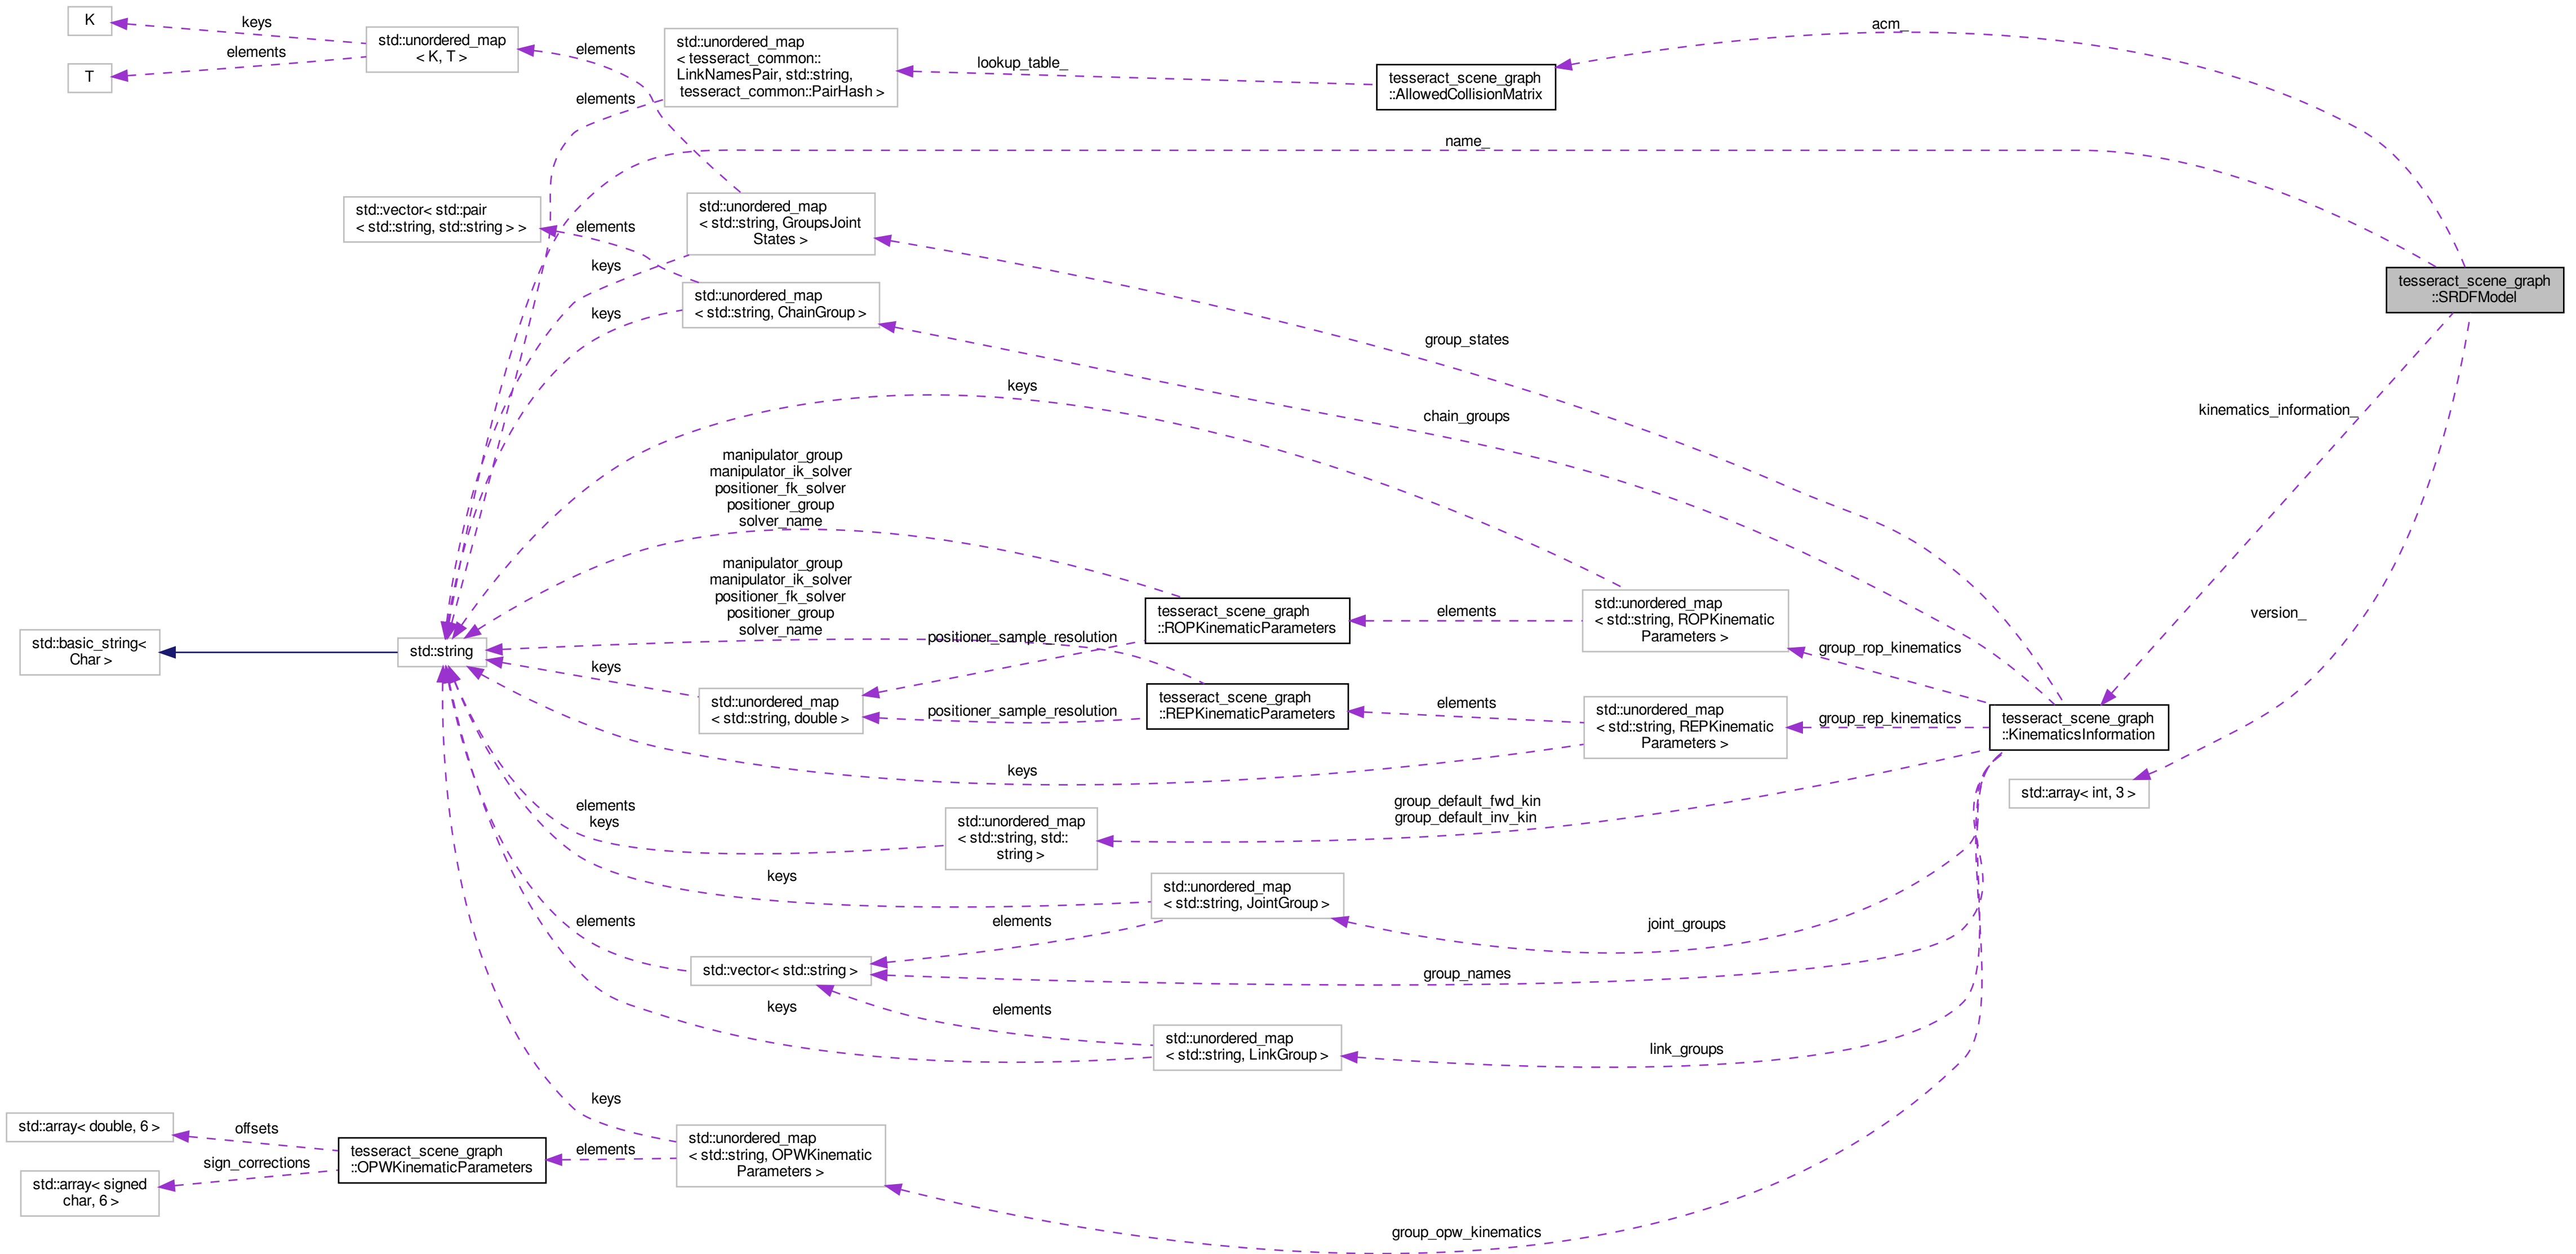 K
T
keys
elements
std::unordered_map
< K, T >
elements
elements
std::unordered_map
< tesseract_common::
LinkNamesPair, std::string,
tesseract_common::PairHash >
lookup_table_
tesseract_scene_graph
::AllowedCollisionMatrix
acm_
name_
std::vector< std::pair
< std::string, std::string > >
elements
keys
keys
std::unordered_map
< std::string, GroupsJoint
States >
std::unordered_map
< std::string, ChainGroup >
tesseract_scene_graph
::SRDFModel
group_states
keys
chain_groups
kinematics_information_
manipulator_group
manipulator_ik_solver
positioner_fk_solver
positioner_group
solver_name
manipulator_group
manipulator_ik_solver
positioner_fk_solver
positioner_group
solver_name
tesseract_scene_graph
::ROPKinematicParameters
elements
std::unordered_map
< std::string, ROPKinematic
Parameters >
version_
std::basic_string<
Char >
std::string
positioner_sample_resolution
group_rop_kinematics
keys
std::unordered_map
< std::string, double >
positioner_sample_resolution
tesseract_scene_graph
::REPKinematicParameters
elements
std::unordered_map
< std::string, REPKinematic
Parameters >
group_rep_kinematics
tesseract_scene_graph
::KinematicsInformation
keys
std::array< int, 3 >
elements
keys
std::unordered_map
< std::string, std::
string >
group_default_fwd_kin
group_default_inv_kin
keys
std::unordered_map
< std::string, JointGroup >
elements
elements
joint_groups
std::vector< std::string >
group_names
keys
elements
std::unordered_map
< std::string, LinkGroup >
link_groups
keys
std::array< double, 6 >
offsets
sign_corrections
std::array< signed
char, 6 >
tesseract_scene_graph
::OPWKinematicParameters
elements
std::unordered_map
< std::string, OPWKinematic
Parameters >
group_opw_kinematics